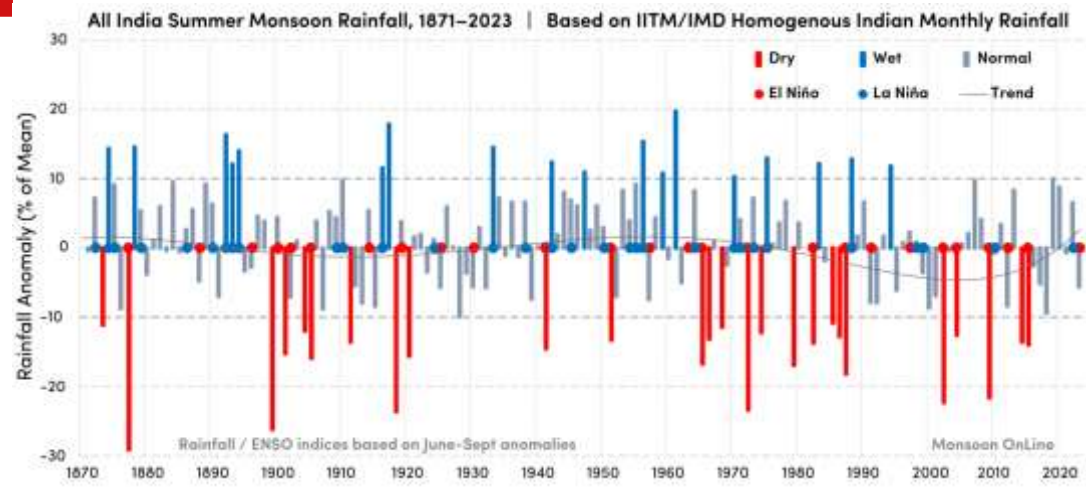 All India Summer Monsoon Rainfall, 1871–2023 | Based on IITM/IMD Homogenous Indian Monthly Rainfall
30
Dry Wet Normal
El Niño La Niña Trend
20
10
0
-10
-20
-30
Rainfall Anomaly (% of Mean)
Rainfall / ENSO indices based on June-Sept anomalies Monsoon OnLine
1870 1880 1890 1900 1910 1920 1930 1940 1950 1960 1970 1980 1990 2000 2010 2020